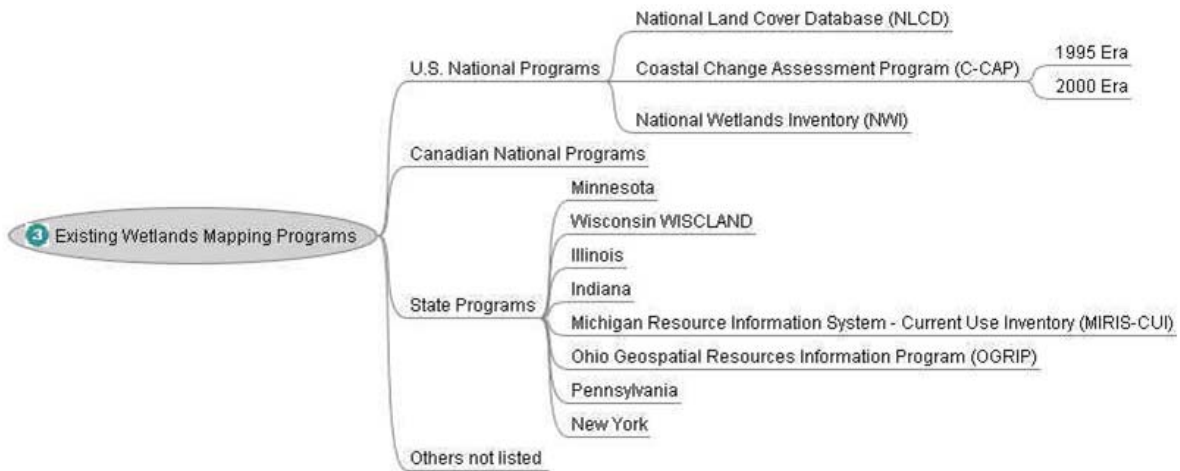 National Land Cover Database (NLCD)
1995 Era
U.S. National Programs
Coastal Change Assessment Program (C-CAP)
2000 Era
National Wetlands Inventory (NWI)
Canadian National Programs
Minnesota
Wisconsin WISCLAND
3 Existing Wetlands Mapping Programs
Illinois
Indiana
State Programs
Michigan Resource Information System - Current Use Inventory (MIRIS-CUI)
Ohio Geospatial Resources Information Program (OGRIP)
Pennsylvania
New York
Others not listed